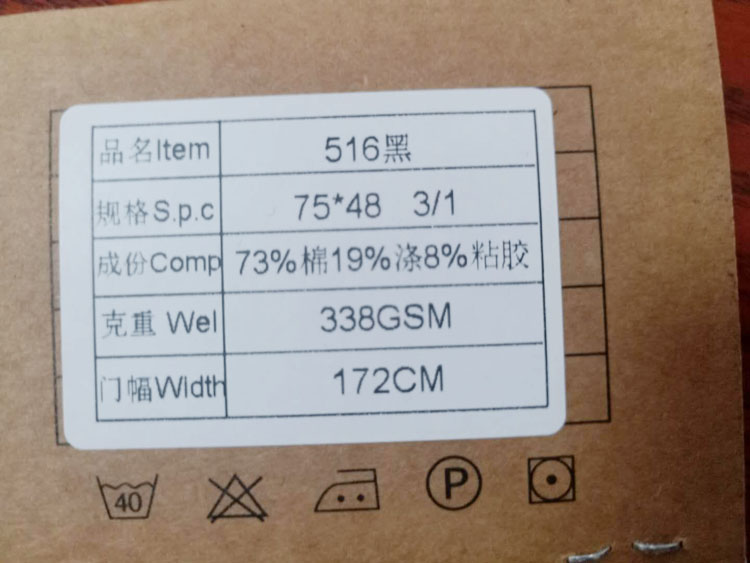 品名Item 516黑
规格S.p.c 75*48 3/1
成份Comp 73%棉19%涤8%粘胶
克重 Wei 338GSM
门幅Width 172CM
40 P